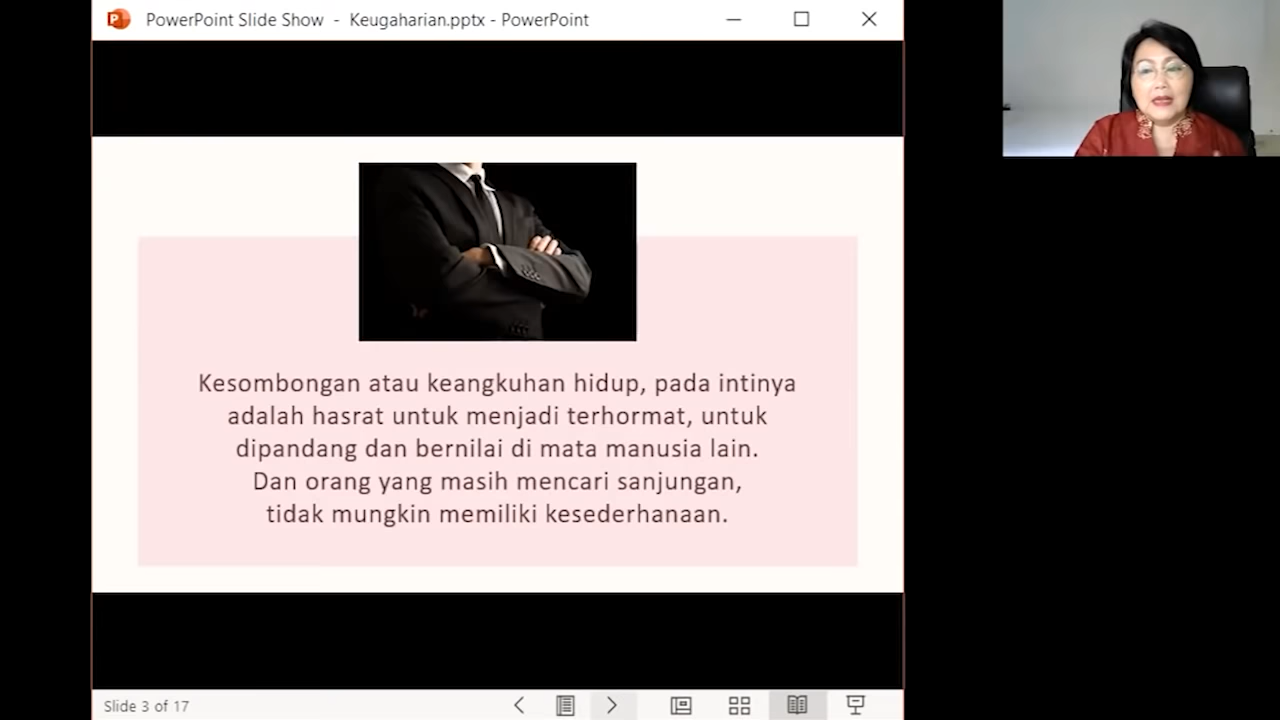 PowerPoint Slide Show - Keugaharian.pptx - PowerPoint
Kesombongan atau keangkuhan hidup, pada intinya
adalah hasrat untuk menjadi terhormat, untuk
dipandang dan bernilai di mata manusia lain.
Dan orang yang masih mencari sanjungan,
tidak mungkin memiliki kesederhanaan.
Slide 3 of 17